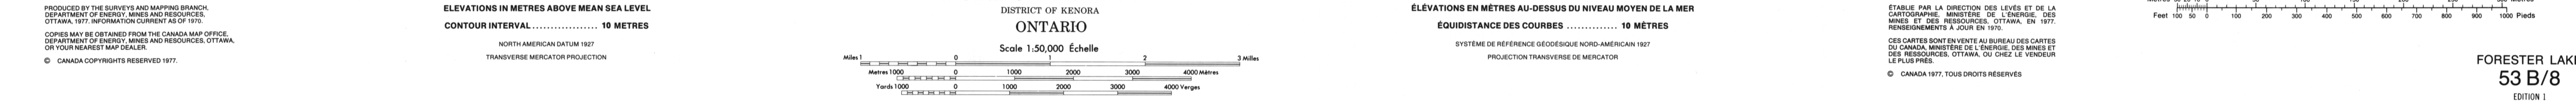 PRODUCED BY THE SURVEYS AND MAPPING BRANCH,
DEPARTMENT OF ENERGY, MINES AND RESOURCES,
OTTAWA, 1977. INFORMATION CURRENT AS OF 1970.
COPIES MAY BE OBTAINED FROM THE CANADA MAP OFFICE,
DEPARTMENT OF ENERGY, MINES AND RESOURCES, OTTAWA,
OR YOUR NEAREST MAP DEALER.
© CANADA COPYRIGHTS RESERVED 1977.
ELEVATIONS IN METRES ABOVE MEAN SEA LEVEL
CONTOUR INTERVAL.................. 10 METRES
NORTH AMERICAN DATUM 1927
TRANSVERSE MERCATOR PROJECTION
DISTRICT OF KENORA
ONTARIO
Scale 1:50,000 Échelle
Miles 1 0 1 2 3 Milles
Metres 1000 0 1000 2000 3000 4000 Mètres
Yards 1000 0 1000 2000 3000 4000 Verges
ÉLÉVATIONS EN MÈTRES AU-DESSUS DU NIVEAU MOYEN DE LA MER
ÉQUIDISTANCE DES COURBES .............. 10 MÈTRES
SYSTÈME DE RÉFÉRENCE GÉODÉSIQUE NORD-AMÉRICAIN 1927
PROJECTION TRANSVERSE DE MERCATOR
ÉTABLIE PAR LA DIRECTION DES LEVÉS ET DE LA
CARTOGRAPHIE, MINISTÈRE DE L'ÉNERGIE, DES
MINES ET DES RESSOURCES, OTTAWA, EN 1977.
RENSEIGNEMENTS À JOUR EN 1970.
CES CARTES SONT EN VENTE AU BUREAU DES CARTES
DU CANADA, MINISTÈRE DE L'ÉNERGIE, DES MINES ET
DES RESSOURCES, OTTAWA, OU CHEZ LE VENDEUR
LE PLUS PRÈS.
© CANADA 1977, TOUS DROITS RÉSERVÉS
Feet 100 50 0 100 200 300 400 500 600 700 800 900 1000 Pieds
FORESTER LAK
53 B/8
EDITION 1